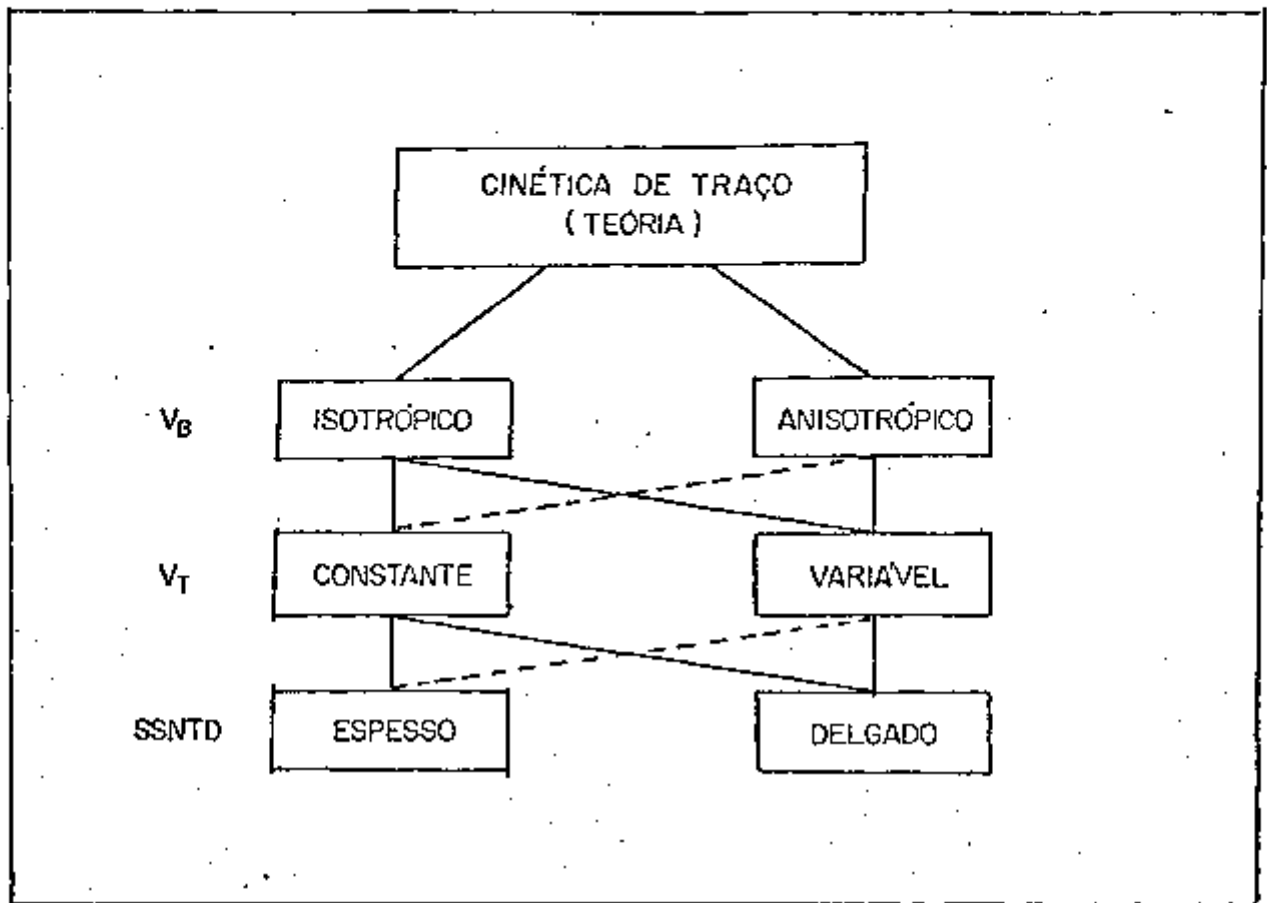 CINÉTICA DE TRAÇO
( TEÓRIA )
V_B ISOTRÓPICO ANISOTRÓPICO
V_T CONSTANTE VARIÁVEL
SSNTD ESPESSO DELGADO